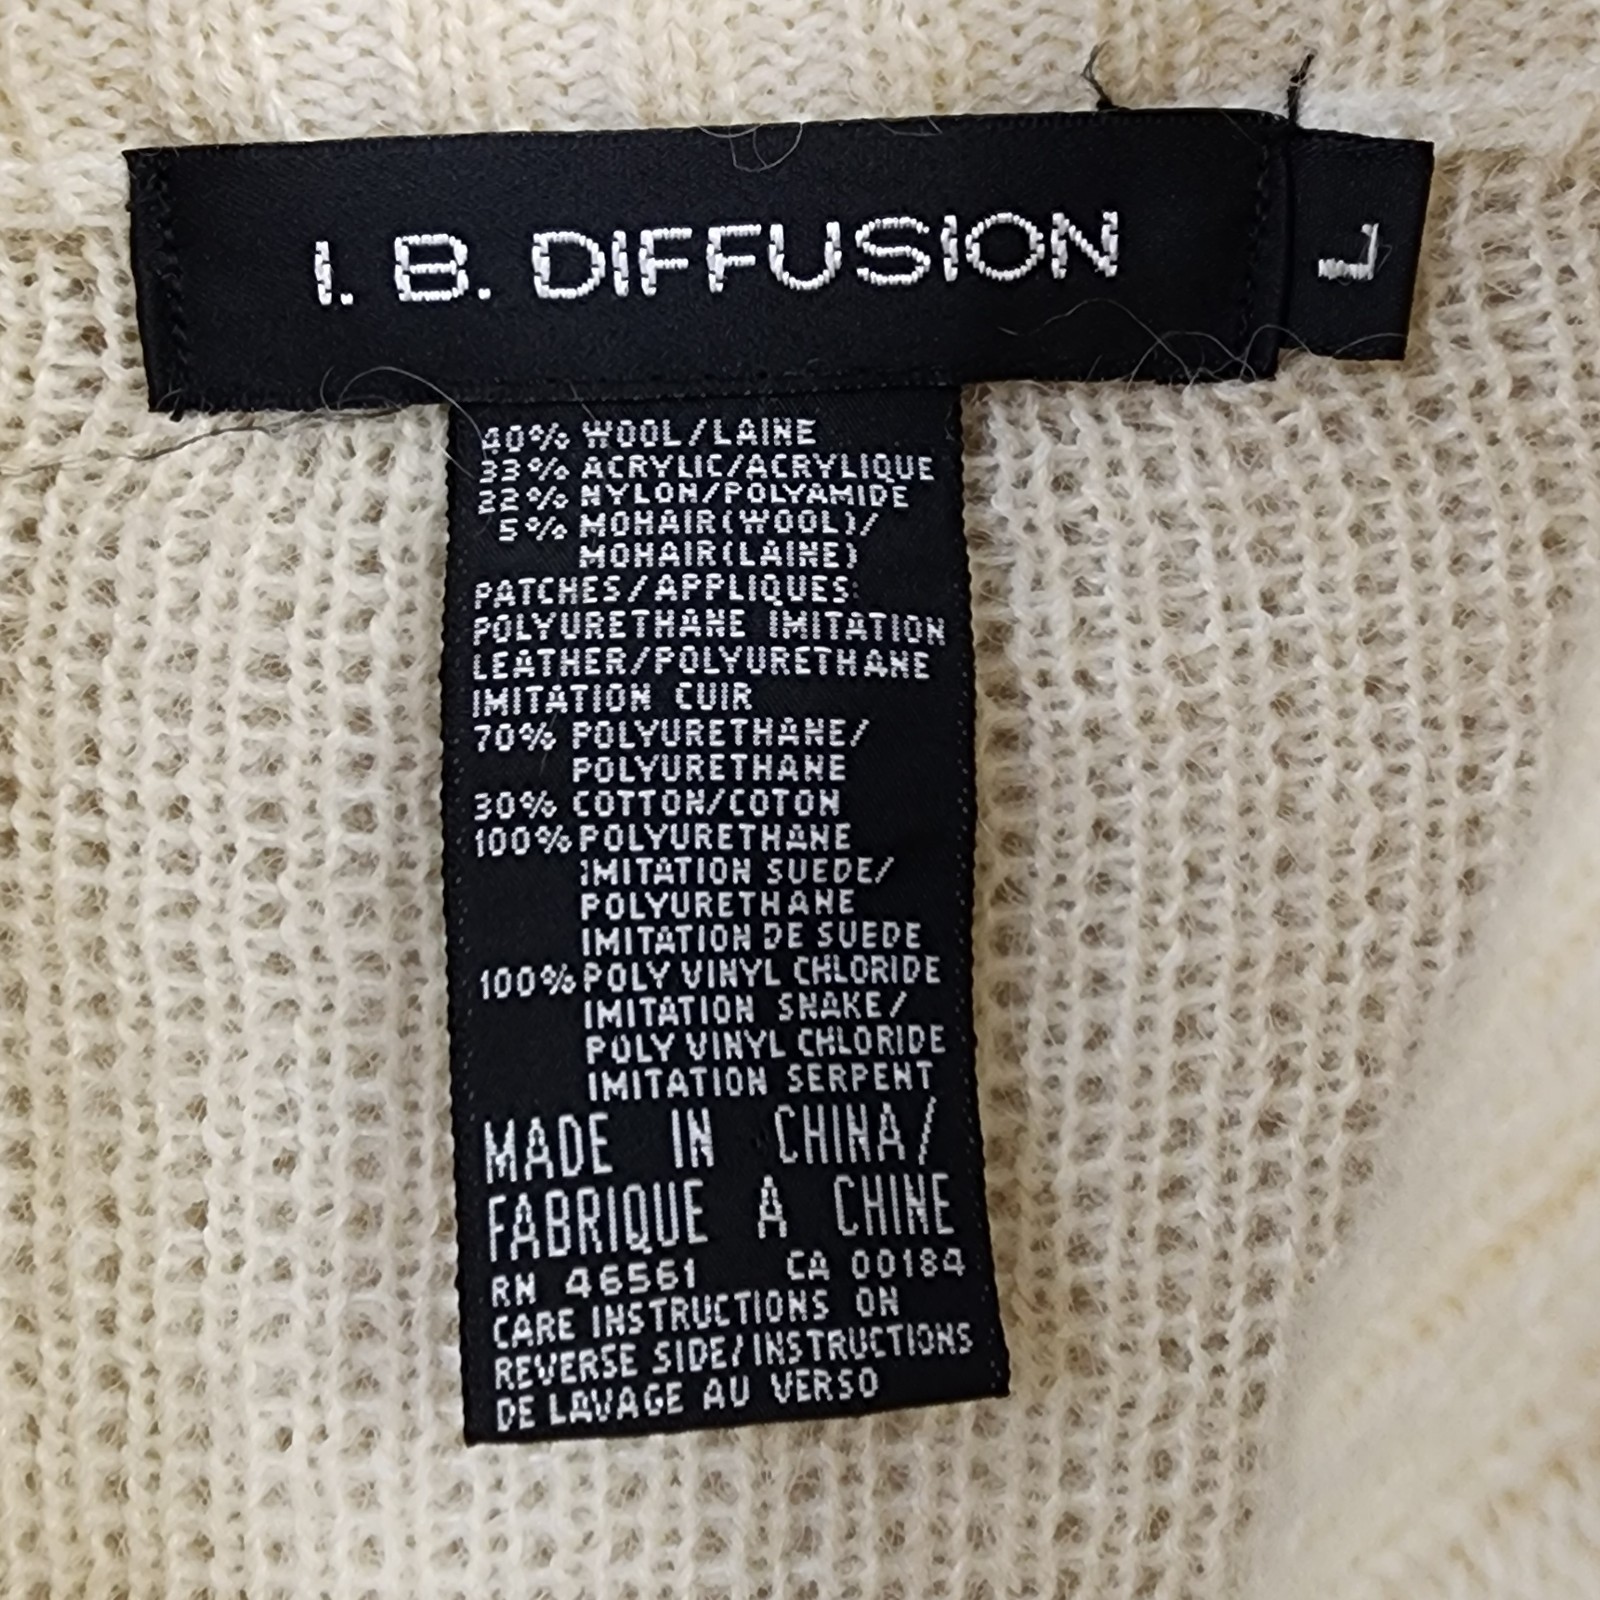 I. B. DIFFUSION
L
40% WOOL/LAINE
33% ACRYLIC/ACRYLIQUE
22% NYLON/POLYAMIDE
5% MOHAIR(WOOL)/
MOHAIR(LAINE)
PATCHES/APPLIQUES:
POLYURETHANE IMITATION
LEATHER/POLYURETHANE
IMITATION CUIR
70% POLYURETHANE/
POLYURETHANE
30% COTTON/COTON
100% POLYURETHANE
IMITATION SUEDE/
POLYURETHANE
IMITATION DE SUEDE
100% POLY VINYL CHLORIDE
IMITATION SNAKE/
POLY VINYL CHLORIDE
IMITATION SERPENT
MADE IN CHINA/
FABRIQUE A CHINE
RN 46561 CA 00184
CARE INSTRUCTIONS ON
REVERSE SIDE/INSTRUCTIONS
DE LAVAGE AU VERSO